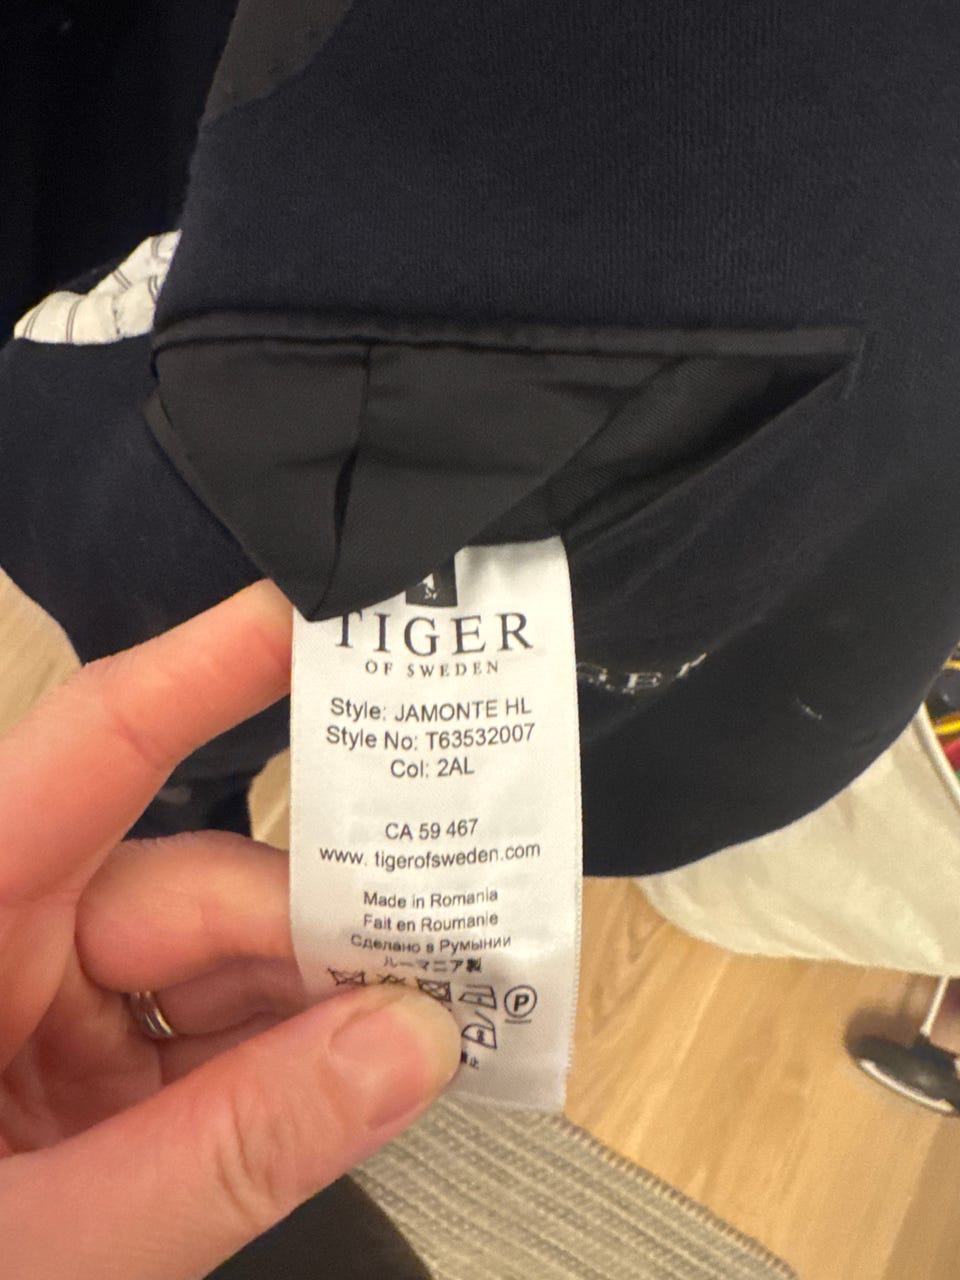 TIGER
OF SWEDEN
Style: JAMONTE HL
Style No: T63532007
Col: 2AL
CA 59 467
www. tigerofsweden.com
Made in Romania
Fait en Roumanie
Сделано в Румынии
ルーマニア製
P